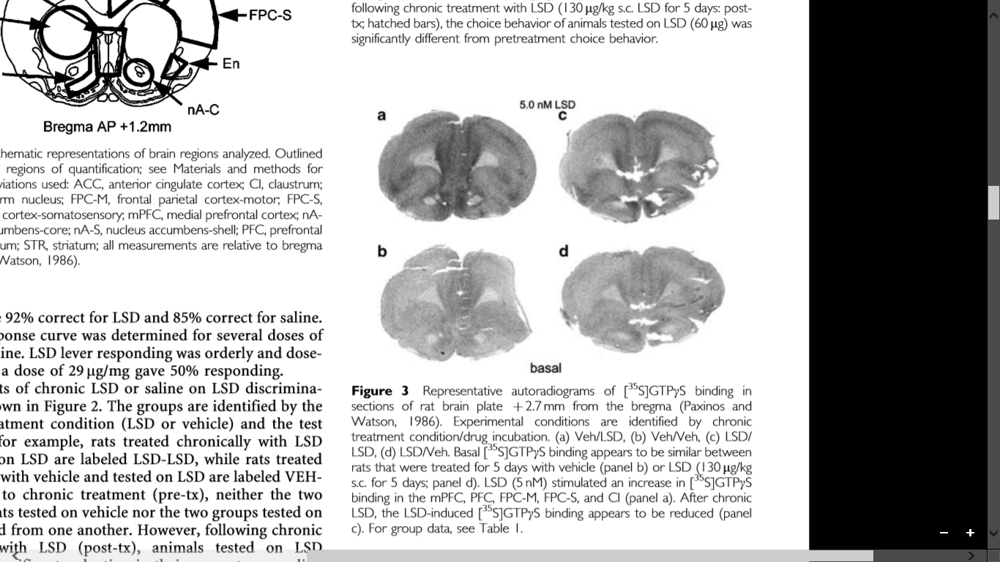 FPC-S
En
nA-C
Bregma AP +1.2mm
hematic representations of brain regions analyzed. Outlined
regions of quantification; see Materials and methods for
viations used: ACC, anterior cingulate cortex; Cl, claustrum;
rm nucleus; FPC-M, frontal parietal cortex-motor; FPC-S,
cortex-somatosensory; mPFC, medial prefrontal cortex; nA-
umbens-core; nA-S, nucleus accumbens-shell; PFC, prefrontal
um; STR, striatum; all measurements are relative to bregma
Watson, 1986).
92% correct for LSD and 85% correct for saline.
ponse curve was determined for several doses of
ine. LSD lever responding was orderly and dose-
a dose of 29 μg/mg gave 50% responding.
ts of chronic LSD or saline on LSD discrimina-
own in Figure 2. The groups are identified by the
atment condition (LSD or vehicle) and the test
for example, rats treated chronically with LSD
on LSD are labeled LSD-LSD, while rats treated
with vehicle and tested on LSD are labeled VEH-
to chronic treatment (pre-tx), neither the two
ts tested on vehicle nor the two groups tested on
d from one another. However, following chronic
with LSD (post-tx), animals tested on LSD
following chronic treatment with LSD (130 μg/kg s.c. LSD for 5 days: post-
tx; hatched bars), the choice behavior of animals tested on LSD (60 μg) was
significantly different from pretreatment choice behavior.
5.0 nM LSD
a
c
b
d
basal
Figure 3 Representative autoradiograms of [35S]GTPγS binding in
sections of rat brain plate +2.7 mm from the bregma (Paxinos and
Watson, 1986). Experimental conditions are identified by chronic
treatment condition/drug incubation. (a) Veh/LSD, (b) Veh/Veh, (c) LSD/
LSD, (d) LSD/Veh. Basal [35S]GTPγS binding appears to be similar between
rats that were treated for 5 days with vehicle (panel b) or LSD (130 μg/kg
s.c. for 5 days; panel d). LSD (5 nM) stimulated an increase in [35S]GTPγS
binding in the mPFC, PFC, FPC-M, FPC-S, and Cl (panel a). After chronic
LSD, the LSD-induced [35S]GTPγS binding appears to be reduced (panel
c). For group data, see Table 1.